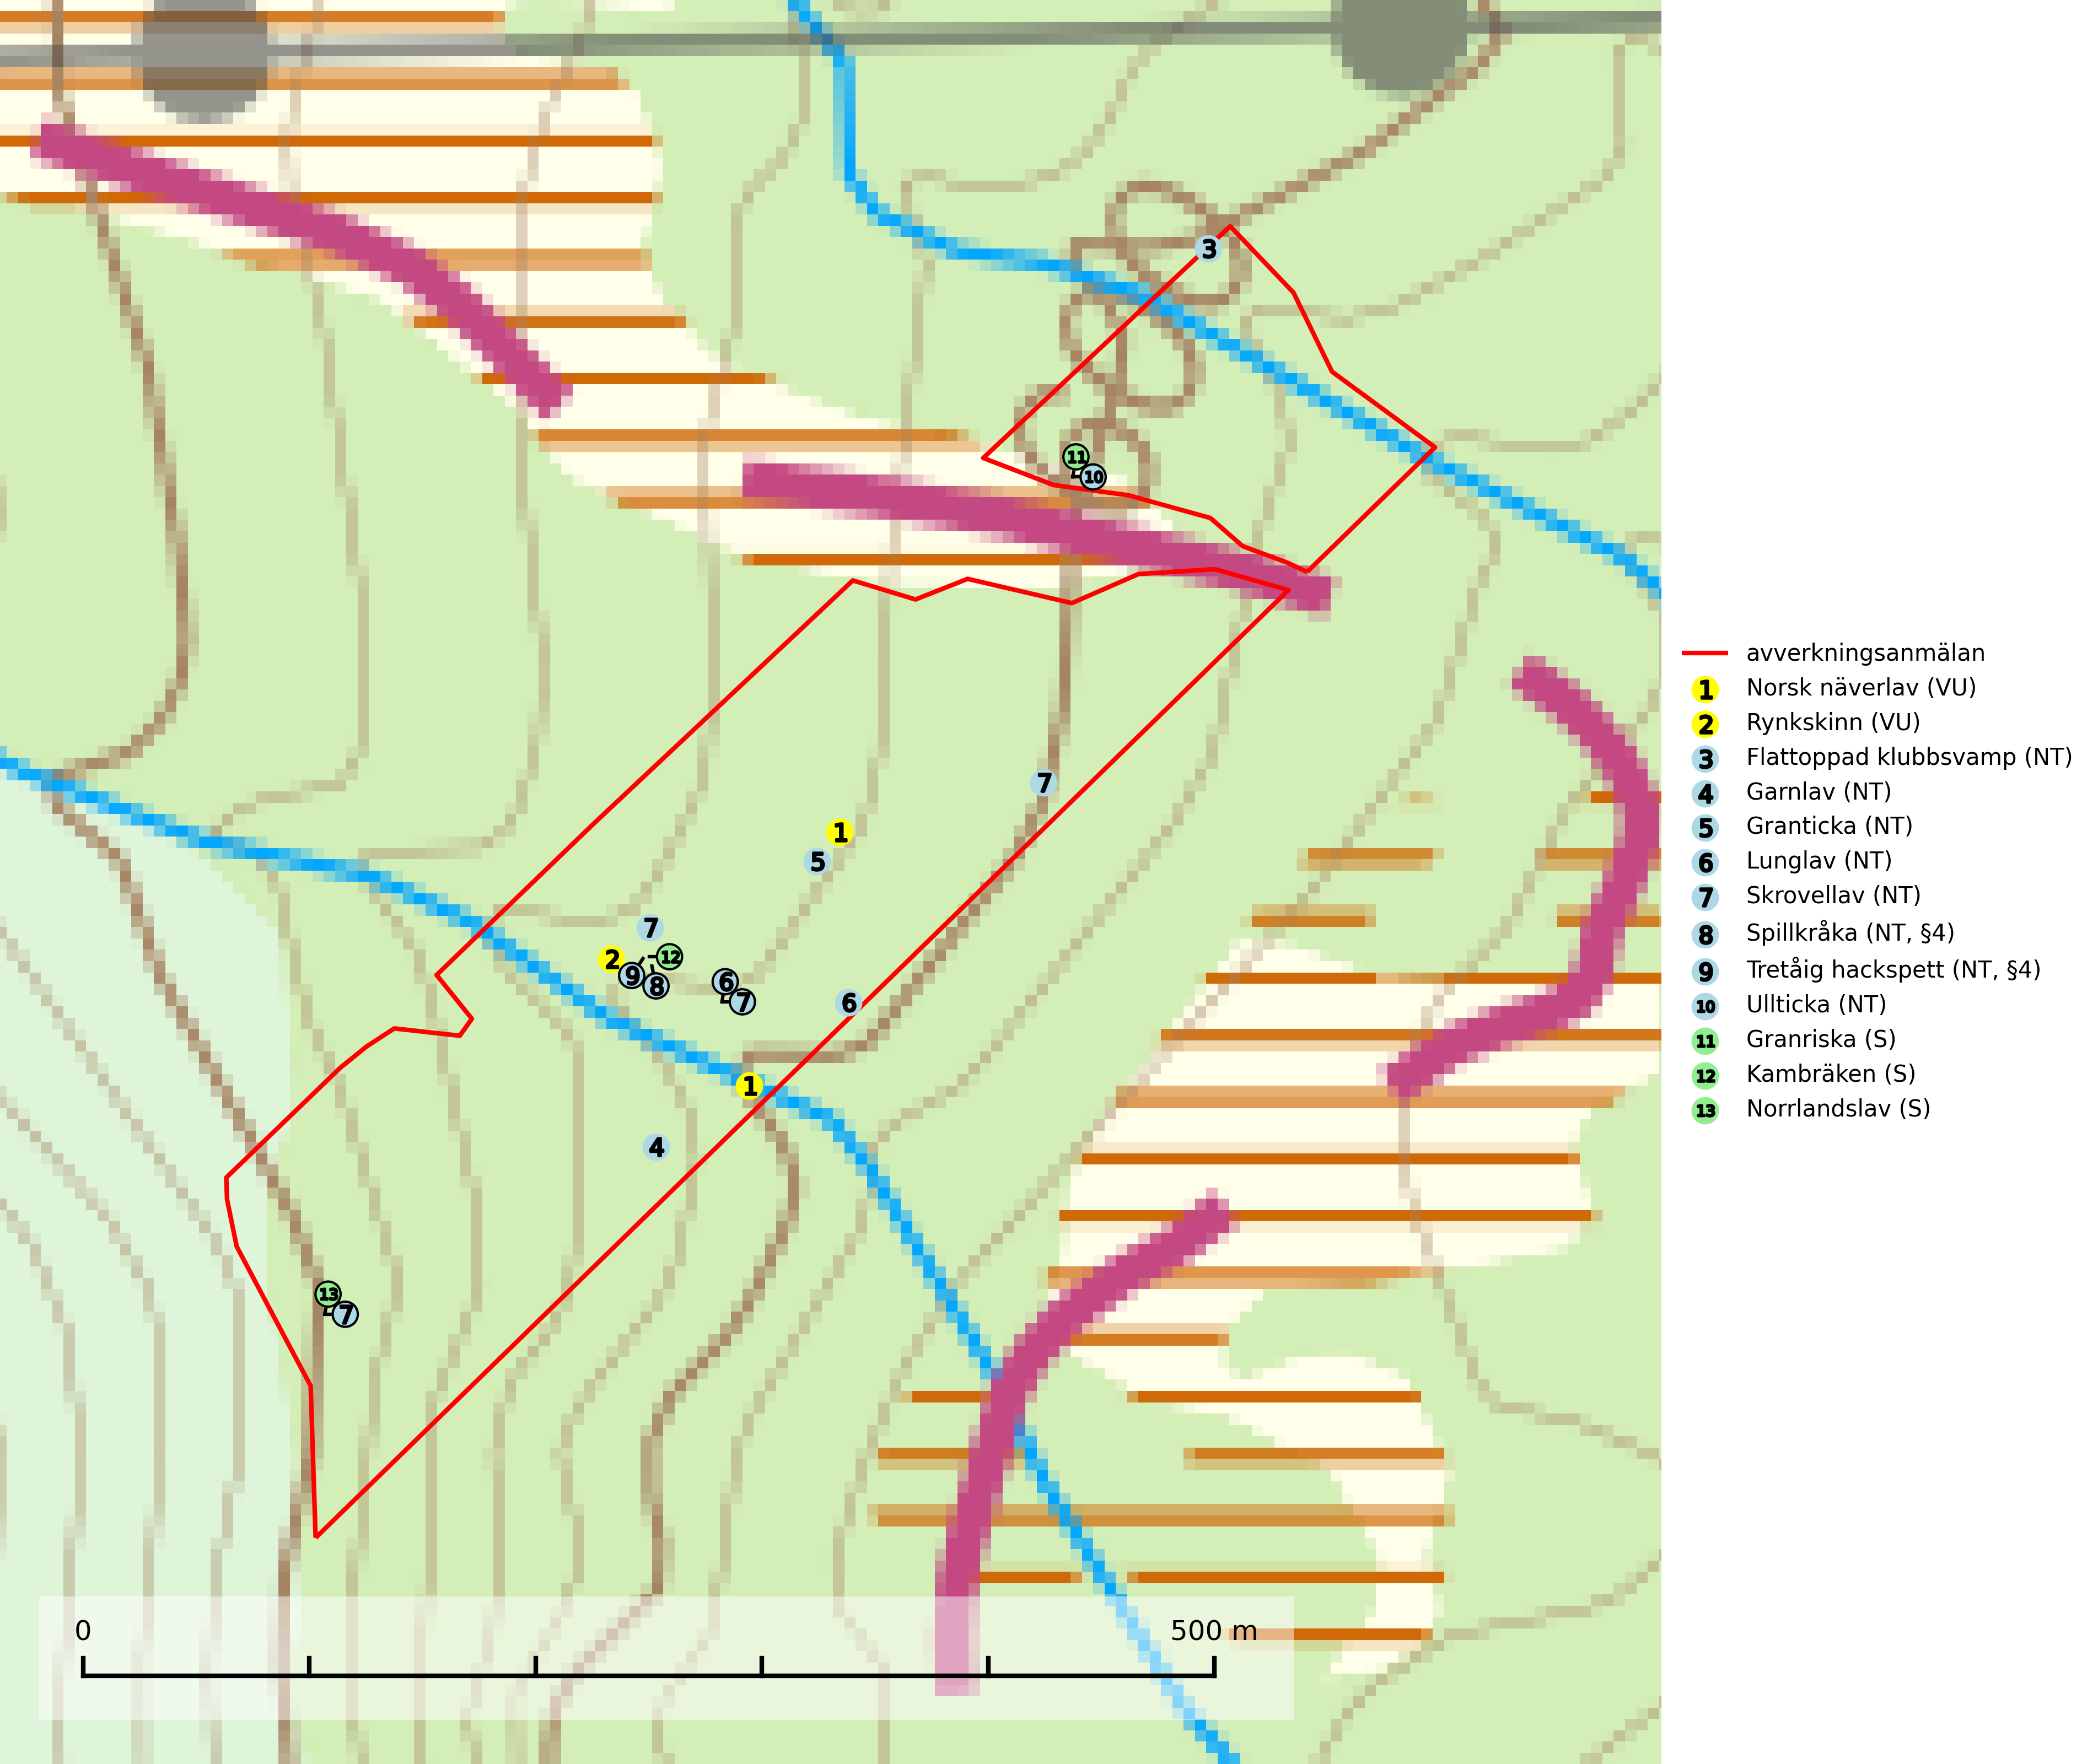 3
11
10
7
1
5
7
2
12
9
8
6
7
6
1
4
13
7
0 500 m
avverkningsanmälan
1 Norsk näverlav (VU)
2 Rynkskinn (VU)
3 Flattoppad klubbsvamp (NT)
4 Garnlav (NT)
5 Granticka (NT)
6 Lunglav (NT)
7 Skrovellav (NT)
8 Spillkråka (NT, §4)
9 Tretåig hackspett (NT, §4)
10 Ullticka (NT)
11 Granriska (S)
12 Kambräken (S)
13 Norrlandslav (S)